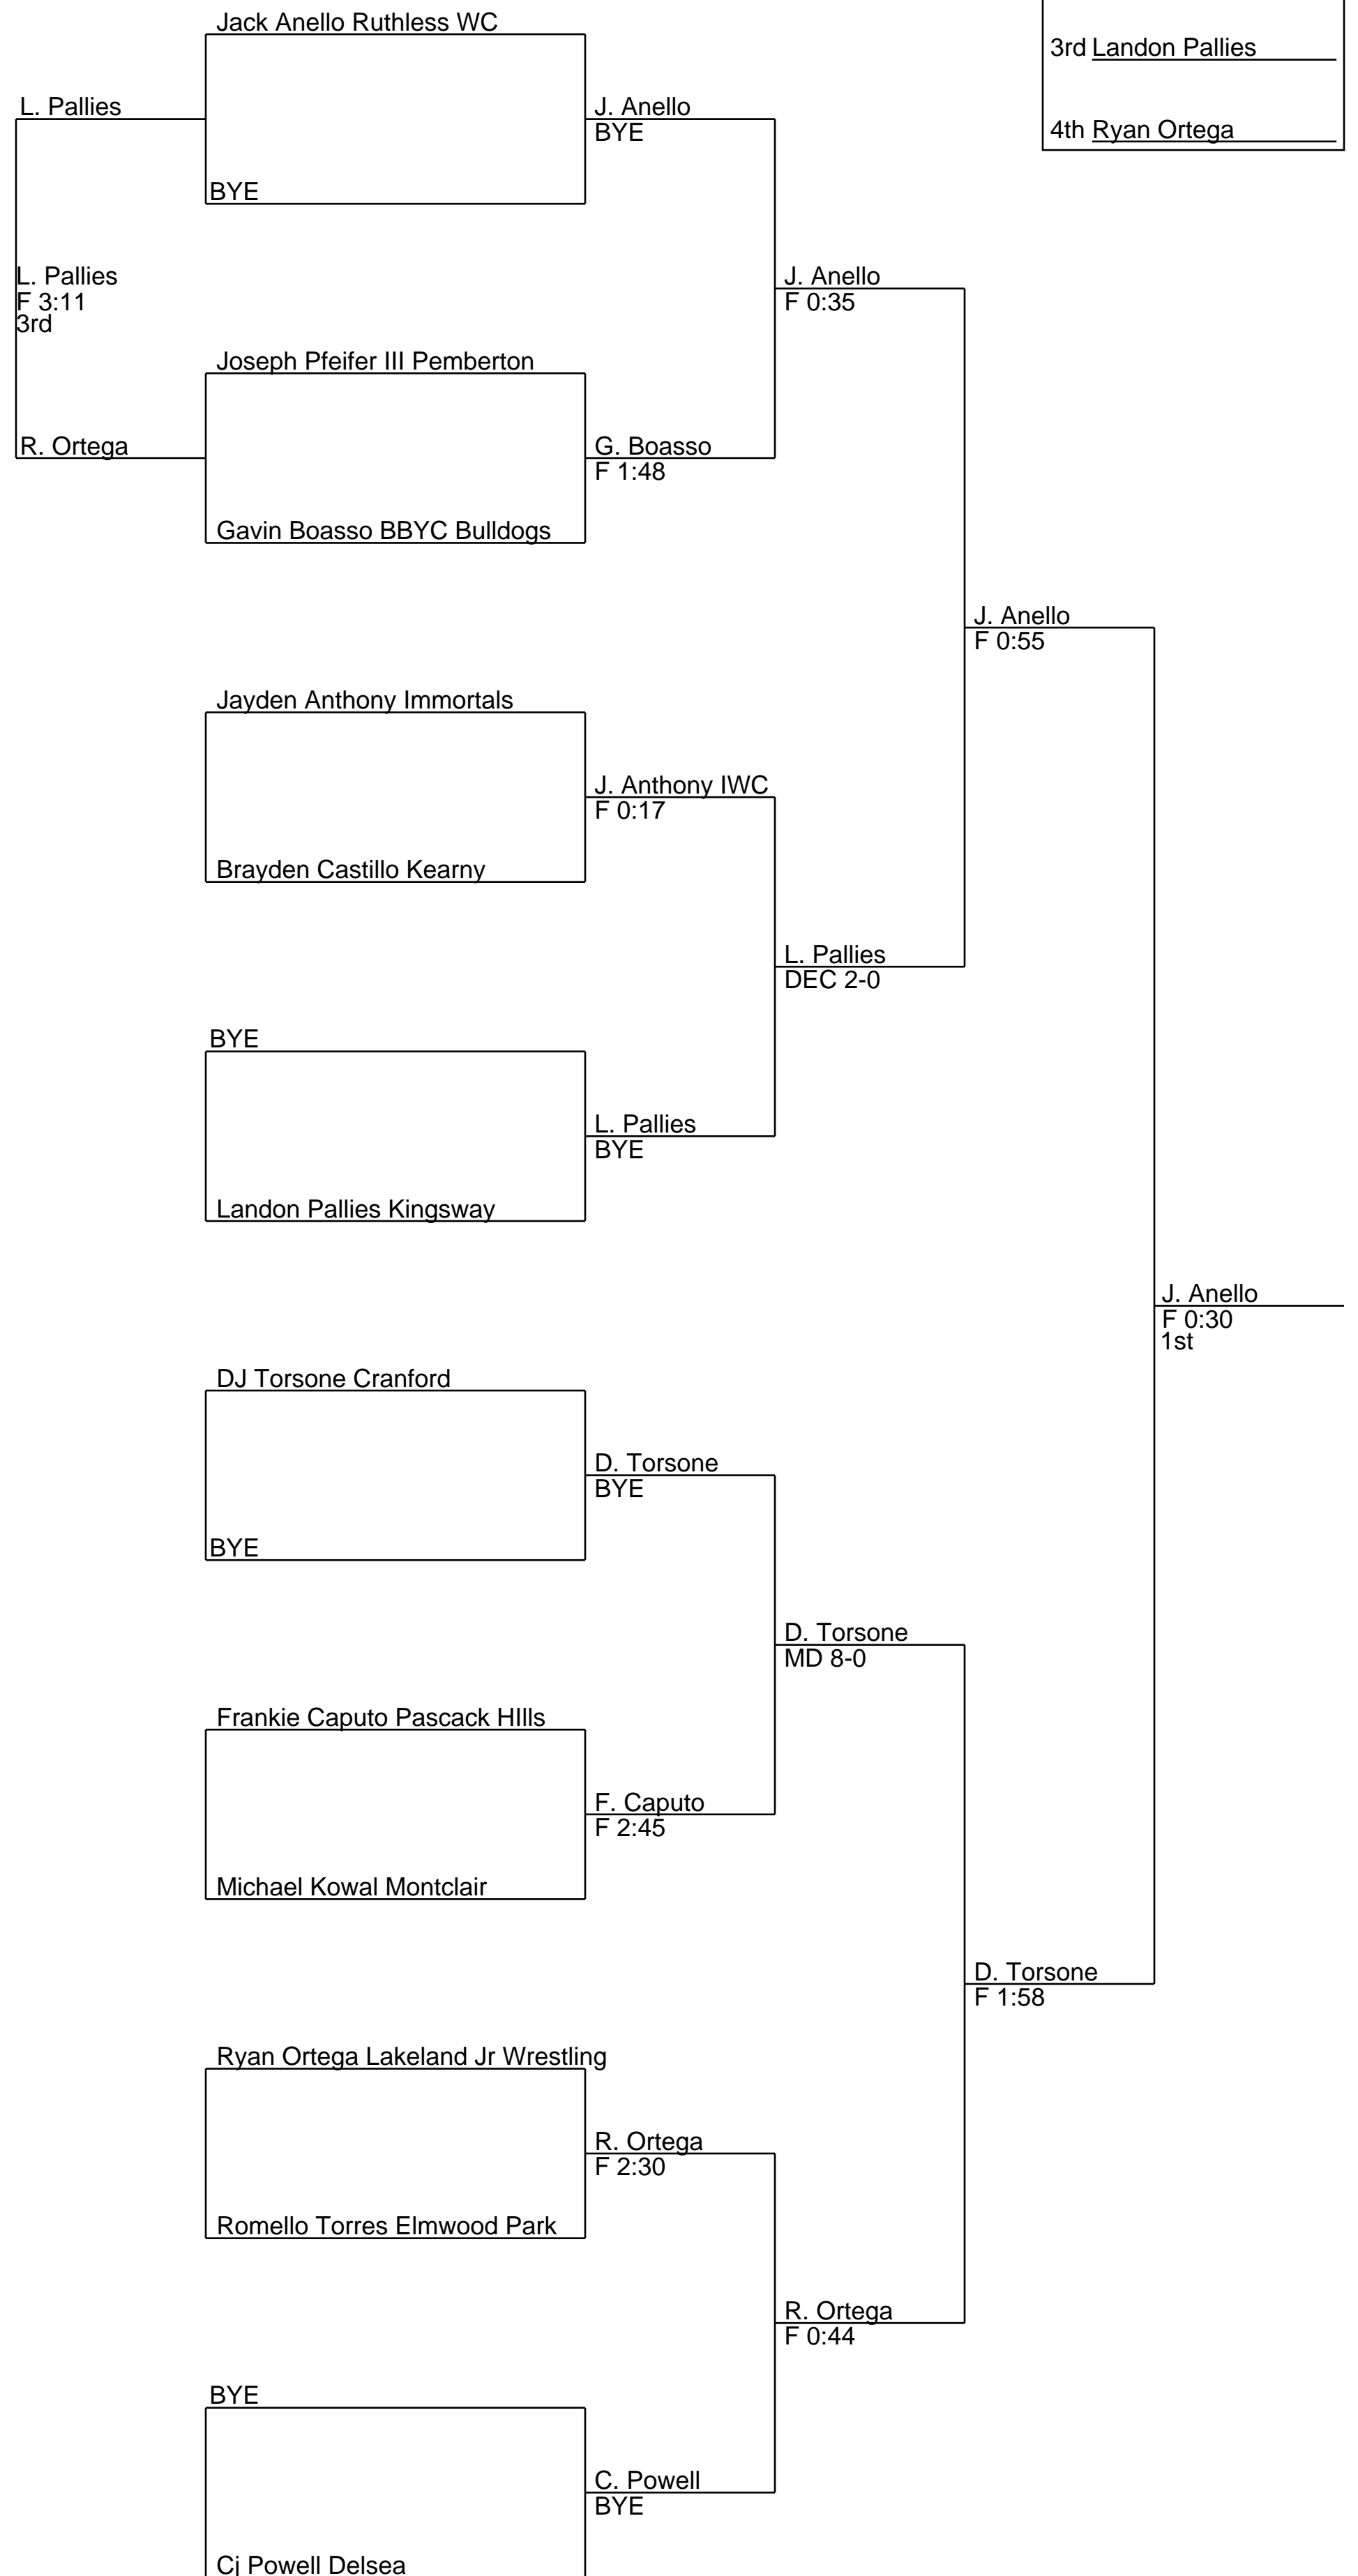 Jack Anello Ruthless WC
3rd Landon Pallies
L. Pallies
J. Anello
BYE
4th Ryan Ortega
BYE
L. Pallies
F 3:11
3rd
J. Anello
F 0:35
Joseph Pfeifer III Pemberton
R. Ortega
G. Boasso
F 1:48
Gavin Boasso BBYC Bulldogs
J. Anello
F 0:55
Jayden Anthony Immortals
J. Anthony IWC
F 0:17
Brayden Castillo Kearny
L. Pallies
DEC 2-0
BYE
L. Pallies
BYE
Landon Pallies Kingsway
J. Anello
F 0:30
1st
DJ Torsone Cranford
D. Torsone
BYE
BYE
D. Torsone
MD 8-0
Frankie Caputo Pascack HIlls
F. Caputo
F 2:45
Michael Kowal Montclair
D. Torsone
F 1:58
Ryan Ortega Lakeland Jr Wrestling
R. Ortega
F 2:30
Romello Torres Elmwood Park
R. Ortega
F 0:44
BYE
C. Powell
BYE
Cj Powell Delsea